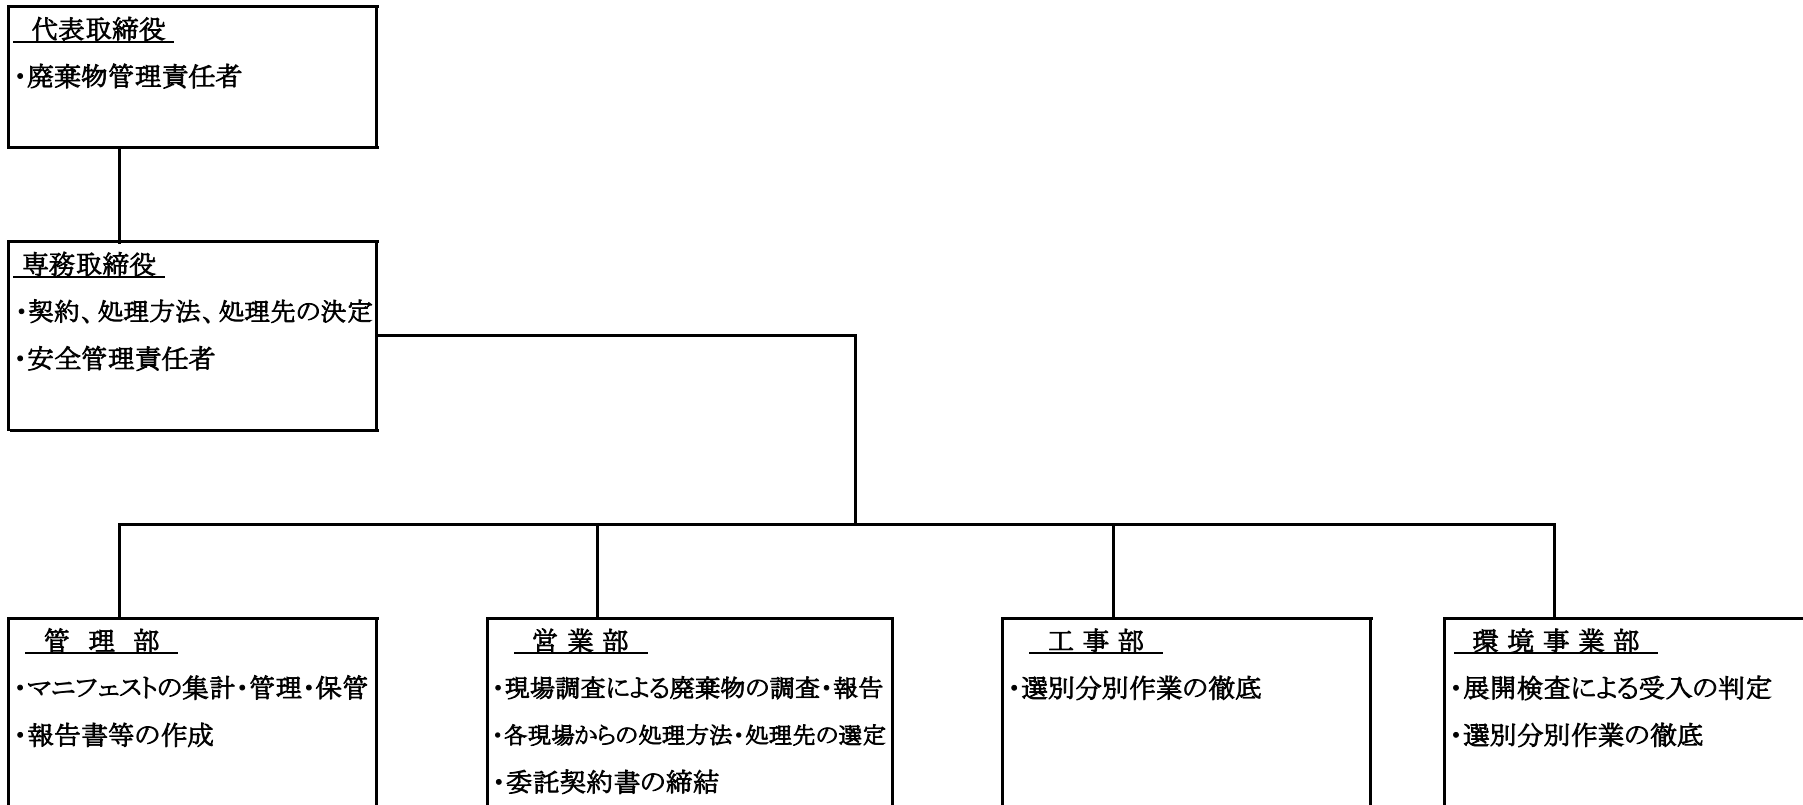 代表取締役
・廃棄物管理責任者
専務取締役
・契約、処理方法、処理先の決定
・安全管理責任者
管 理 部
・マニフェストの集計・管理・保管
・報告書等の作成
営 業 部
・現場調査による廃棄物の調査・報告
・各現場からの処理方法・処理先の選定
・委託契約書の締結
工 事 部
・選別分別作業の徹底
環 境 事 業 部
・展開検査による受入の判定
・選別分別作業の徹底